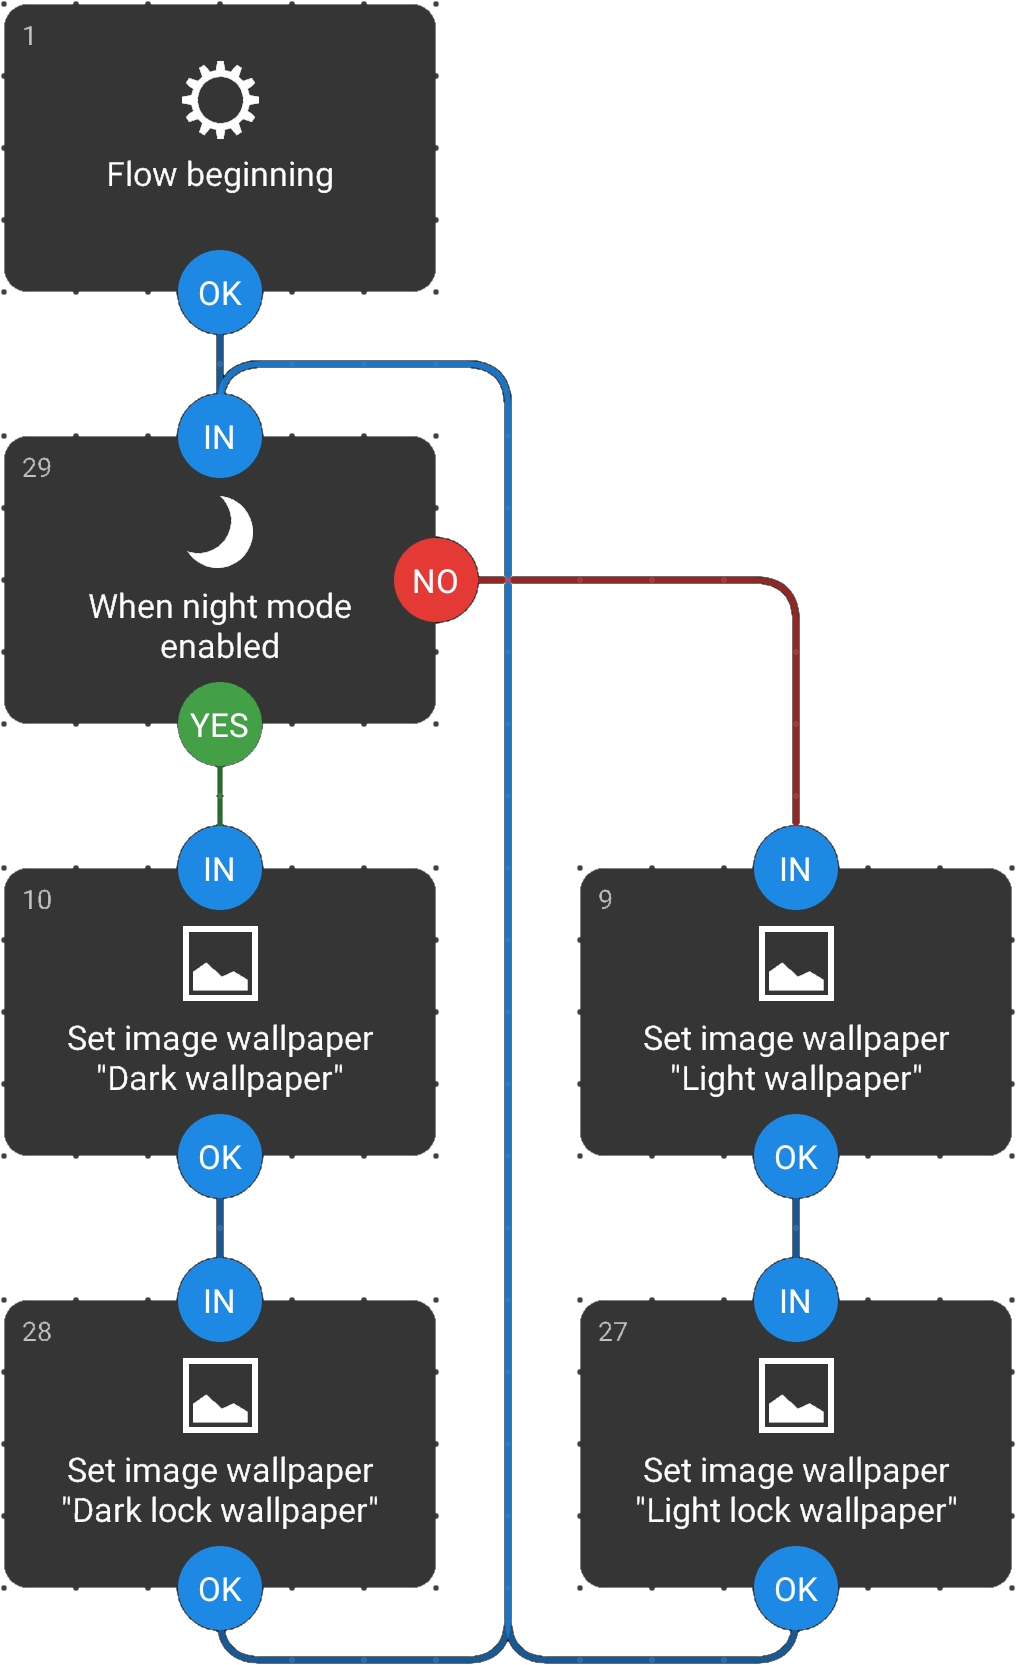 1
Flow beginning
OK
IN
29
When night mode
enabled
NO
YES
IN
10
Set image wallpaper
"Dark wallpaper"
OK
IN
9
Set image wallpaper
"Light wallpaper"
OK
IN
28
Set image wallpaper
"Dark lock wallpaper"
OK
IN
27
Set image wallpaper
"Light lock wallpaper"
OK